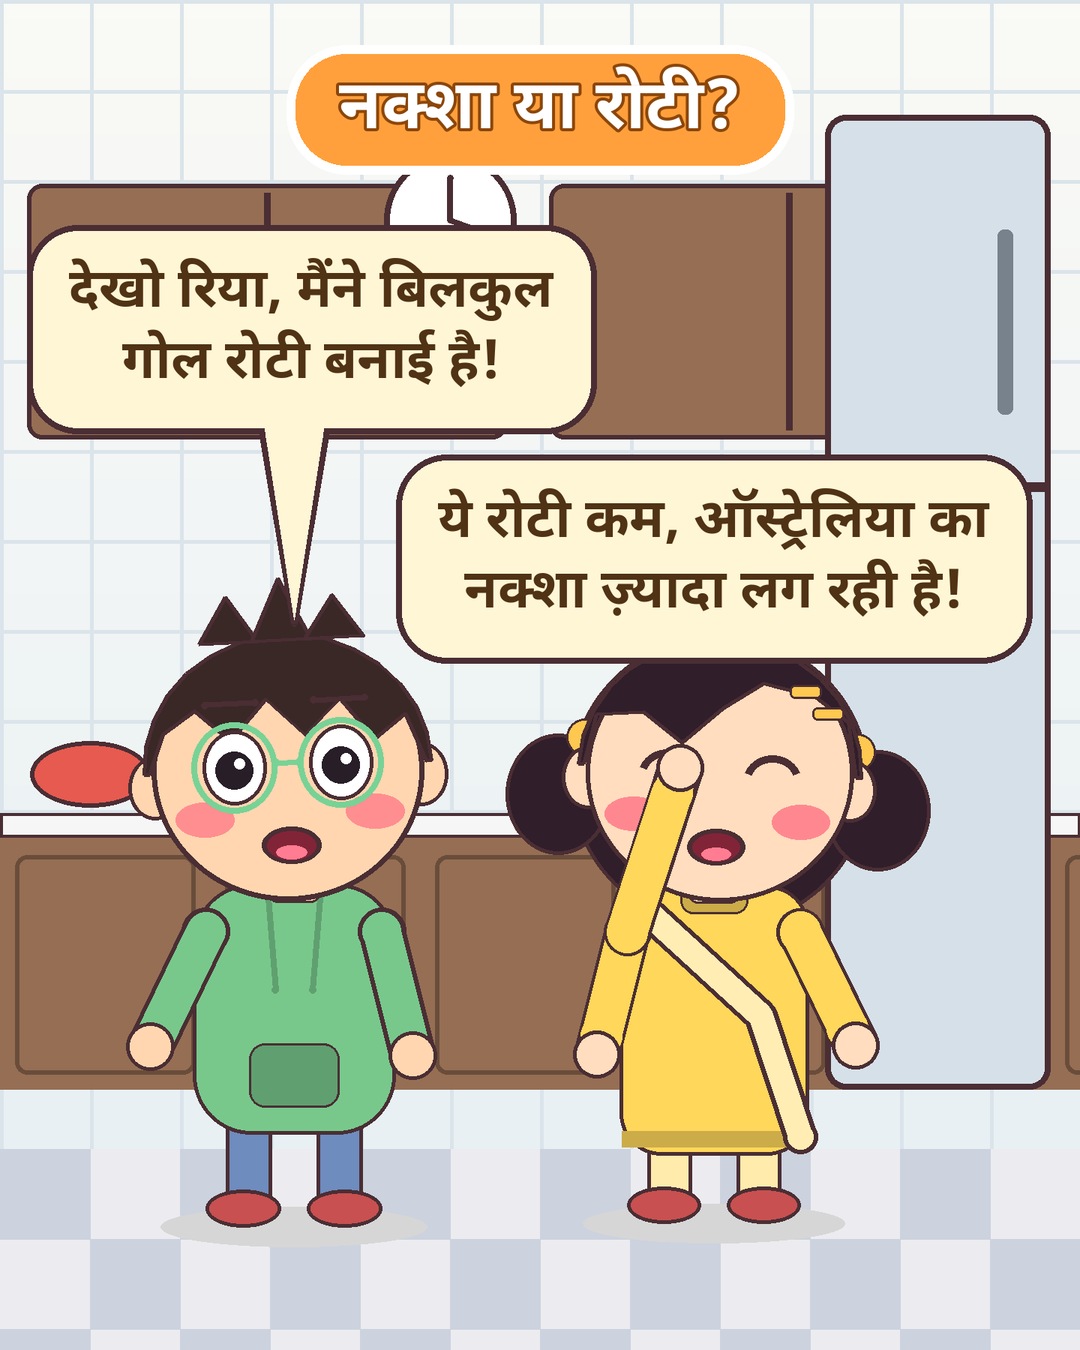 नक्शा या रोटी?
देखो रिया, मैंने बिलकुल
गोल रोटी बनाई है!
ये रोटी कम, ऑस्ट्रेलिया का
नक्शा ज़्यादा लग रही है!